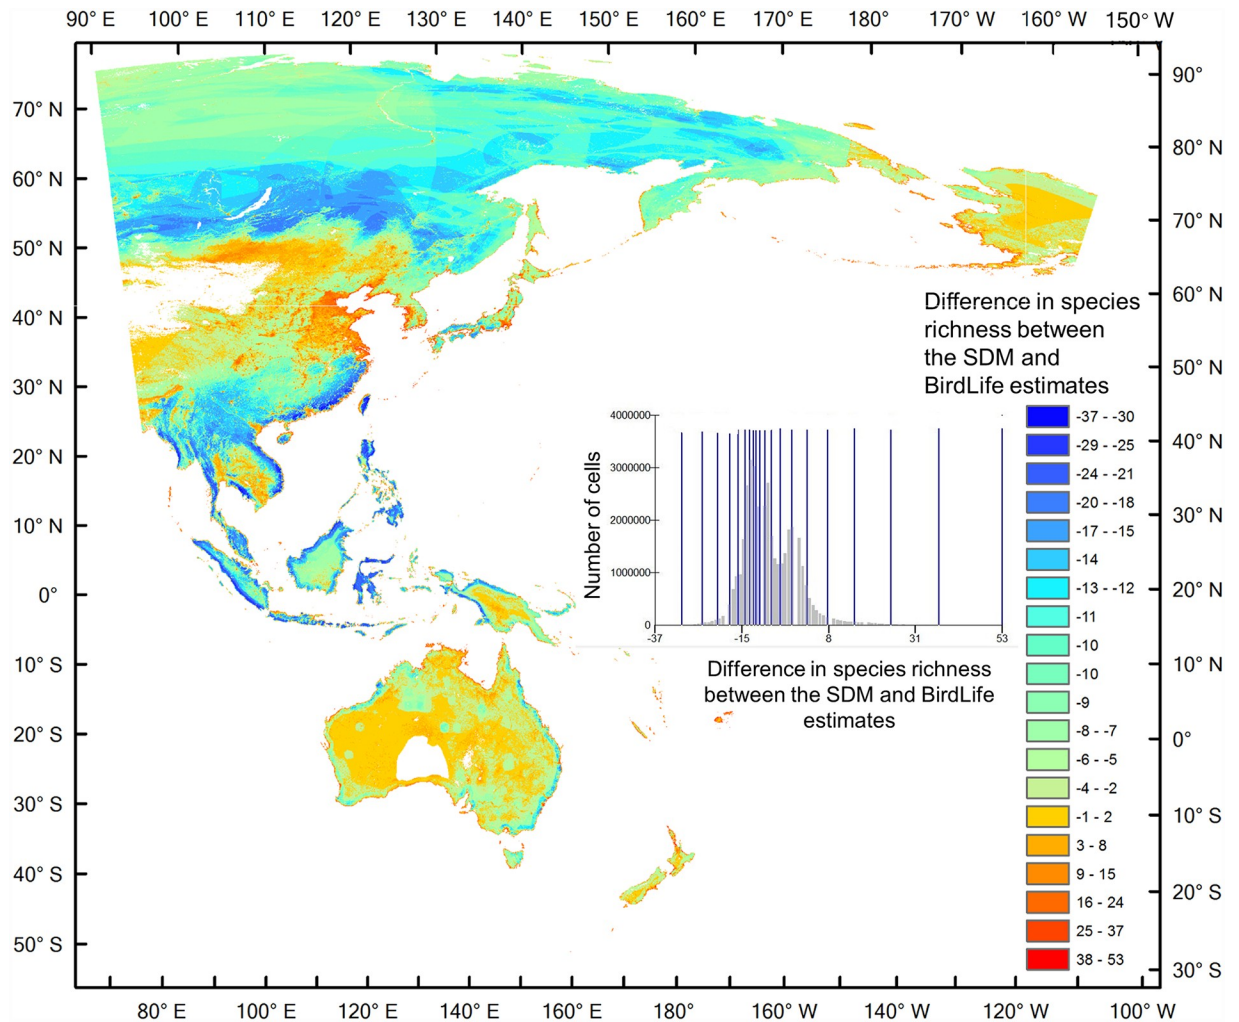 90° E 100° E 110° E 120° E 130° E 140° E 150° E 160° E 170° E 180° 170° W 160° W 150° W
90°
70° N
80° N
60° N
70° N
50° N
60° N
40° N
50° N
30° N
40° N
20° N
30° N
10° N
20° N
0°
10° N
10° S
0°
20° S
10° S
30° S
20° S
40° S
30° S
50° S
Difference in species
richness between
the SDM and
BirdLife estimates
-37 - -30
-29 - -25
-24 - -21
-20 - -18
-17 - -15
-14
-13 - -12
-11
-10
-10
-9
-8 - -7
-6 - -5
-4 - -2
-1 - 2
3 - 8
9 - 15
16 - 24
25 - 37
38 - 53
Number of cells
4000000
3000000
2000000
1000000
0
-37 -15 8 31 53
Difference in species richness
between the SDM and BirdLife
estimates
80° E 100° E 120° E 140° E 160° E 180° 160° W 140° W 120° W 100° W